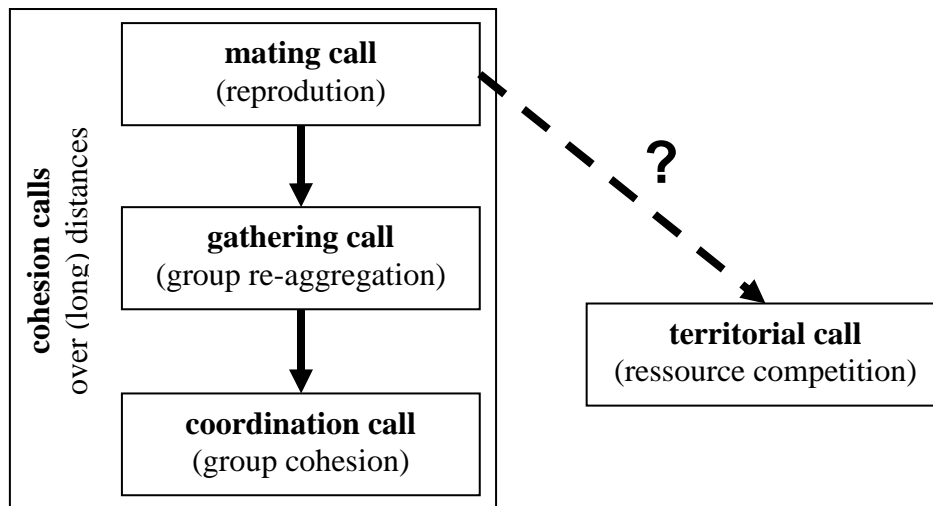 cohesion calls
over (long) distances
mating call
(reprodution)
?
gathering call
(group re-aggregation)
territorial call
(ressource competition)
coordination call
(group cohesion)